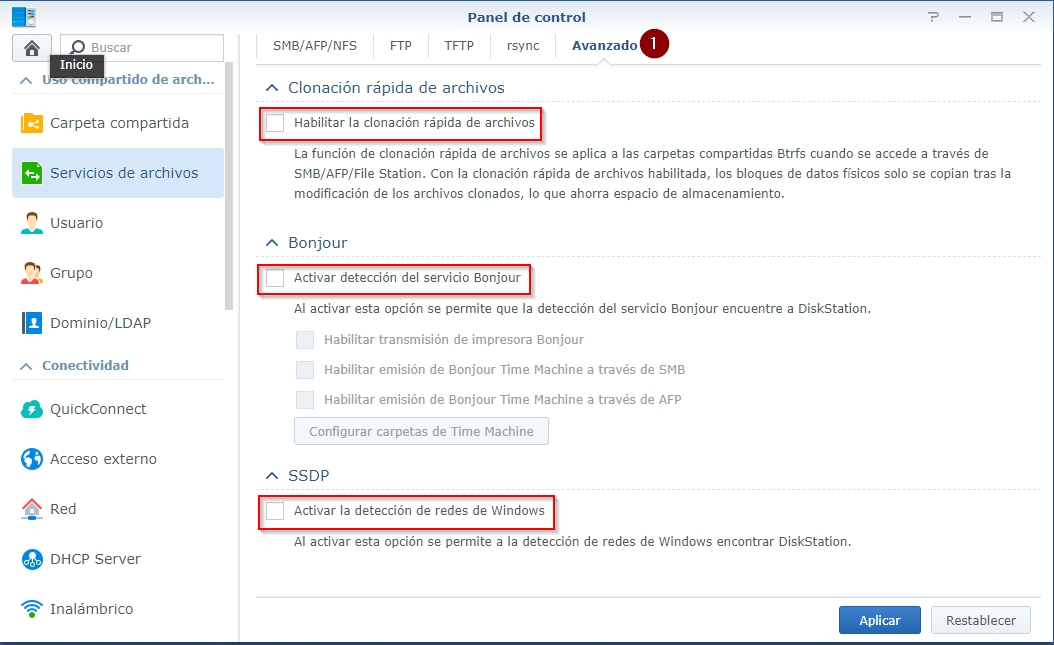 Panel de control
Buscar
Inicio
Uso compartido de arch...
Carpeta compartida
Servicios de archivos
Usuario
Grupo
Dominio/LDAP
Conectividad
QuickConnect
Acceso externo
Red
DHCP Server
Inalámbrico
SMB/AFP/NFS
FTP
TFTP
rsync
Avanzado
1
Clonación rápida de archivos
Habilitar la clonación rápida de archivos
La función de clonación rápida de archivos se aplica a las carpetas compartidas Btrfs cuando se accede a través de
SMB/AFP/File Station. Con la clonación rápida de archivos habilitada, los bloques de datos físicos solo se copian tras la
modificación de los archivos clonados, lo que ahorra espacio de almacenamiento.
Bonjour
Activar detección del servicio Bonjour
Al activar esta opción se permite que la detección del servicio Bonjour encuentre a DiskStation.
Habilitar transmisión de impresora Bonjour
Habilitar emisión de Bonjour Time Machine a través de SMB
Habilitar emisión de Bonjour Time Machine a través de AFP
Configurar carpetas de Time Machine
SSDP
Activar la detección de redes de Windows
Al activar esta opción se permite a la detección de redes de Windows encontrar DiskStation.
Aplicar
Restablecer